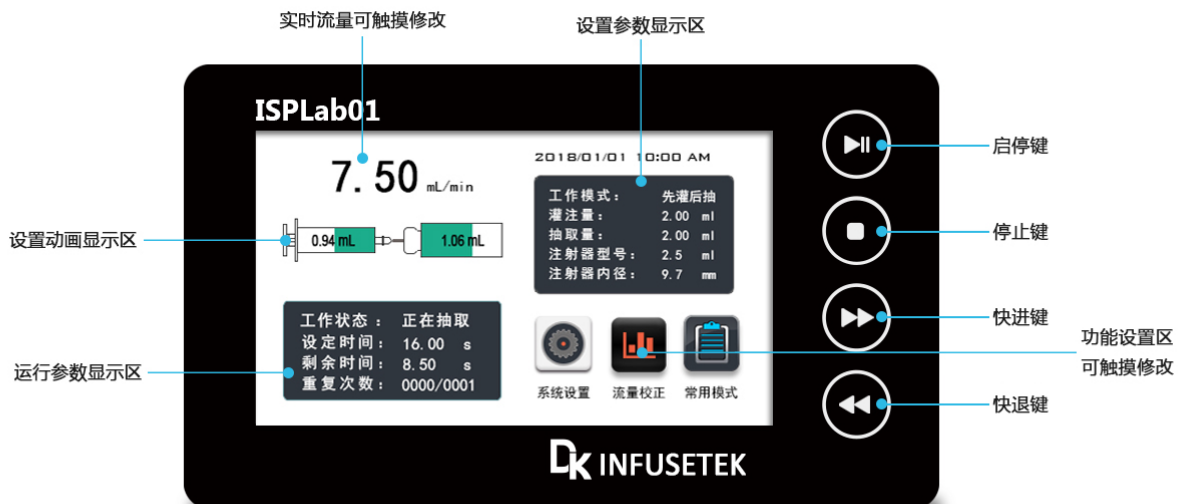 实时流量可触摸修改
设置参数显示区
ISPLab01
7.50 mL/min
2018/01/01 10:00 AM
工作模式： 先灌后抽
灌注量： 2.00 ml
抽取量： 2.00 ml
注射器型号： 2.5 ml
注射器内径： 9.7 mm
设置动画显示区
0.94 mL
1.06 mL
运行参数显示区
工作状态： 正在抽取
设定时间： 16.00 s
剩余时间： 8.50 s
重复次数： 0000/0001
系统设置
流量校正
常用模式
启停键
停止键
快进键
功能设置区
可触摸修改
快退键
DK INFUSETEK